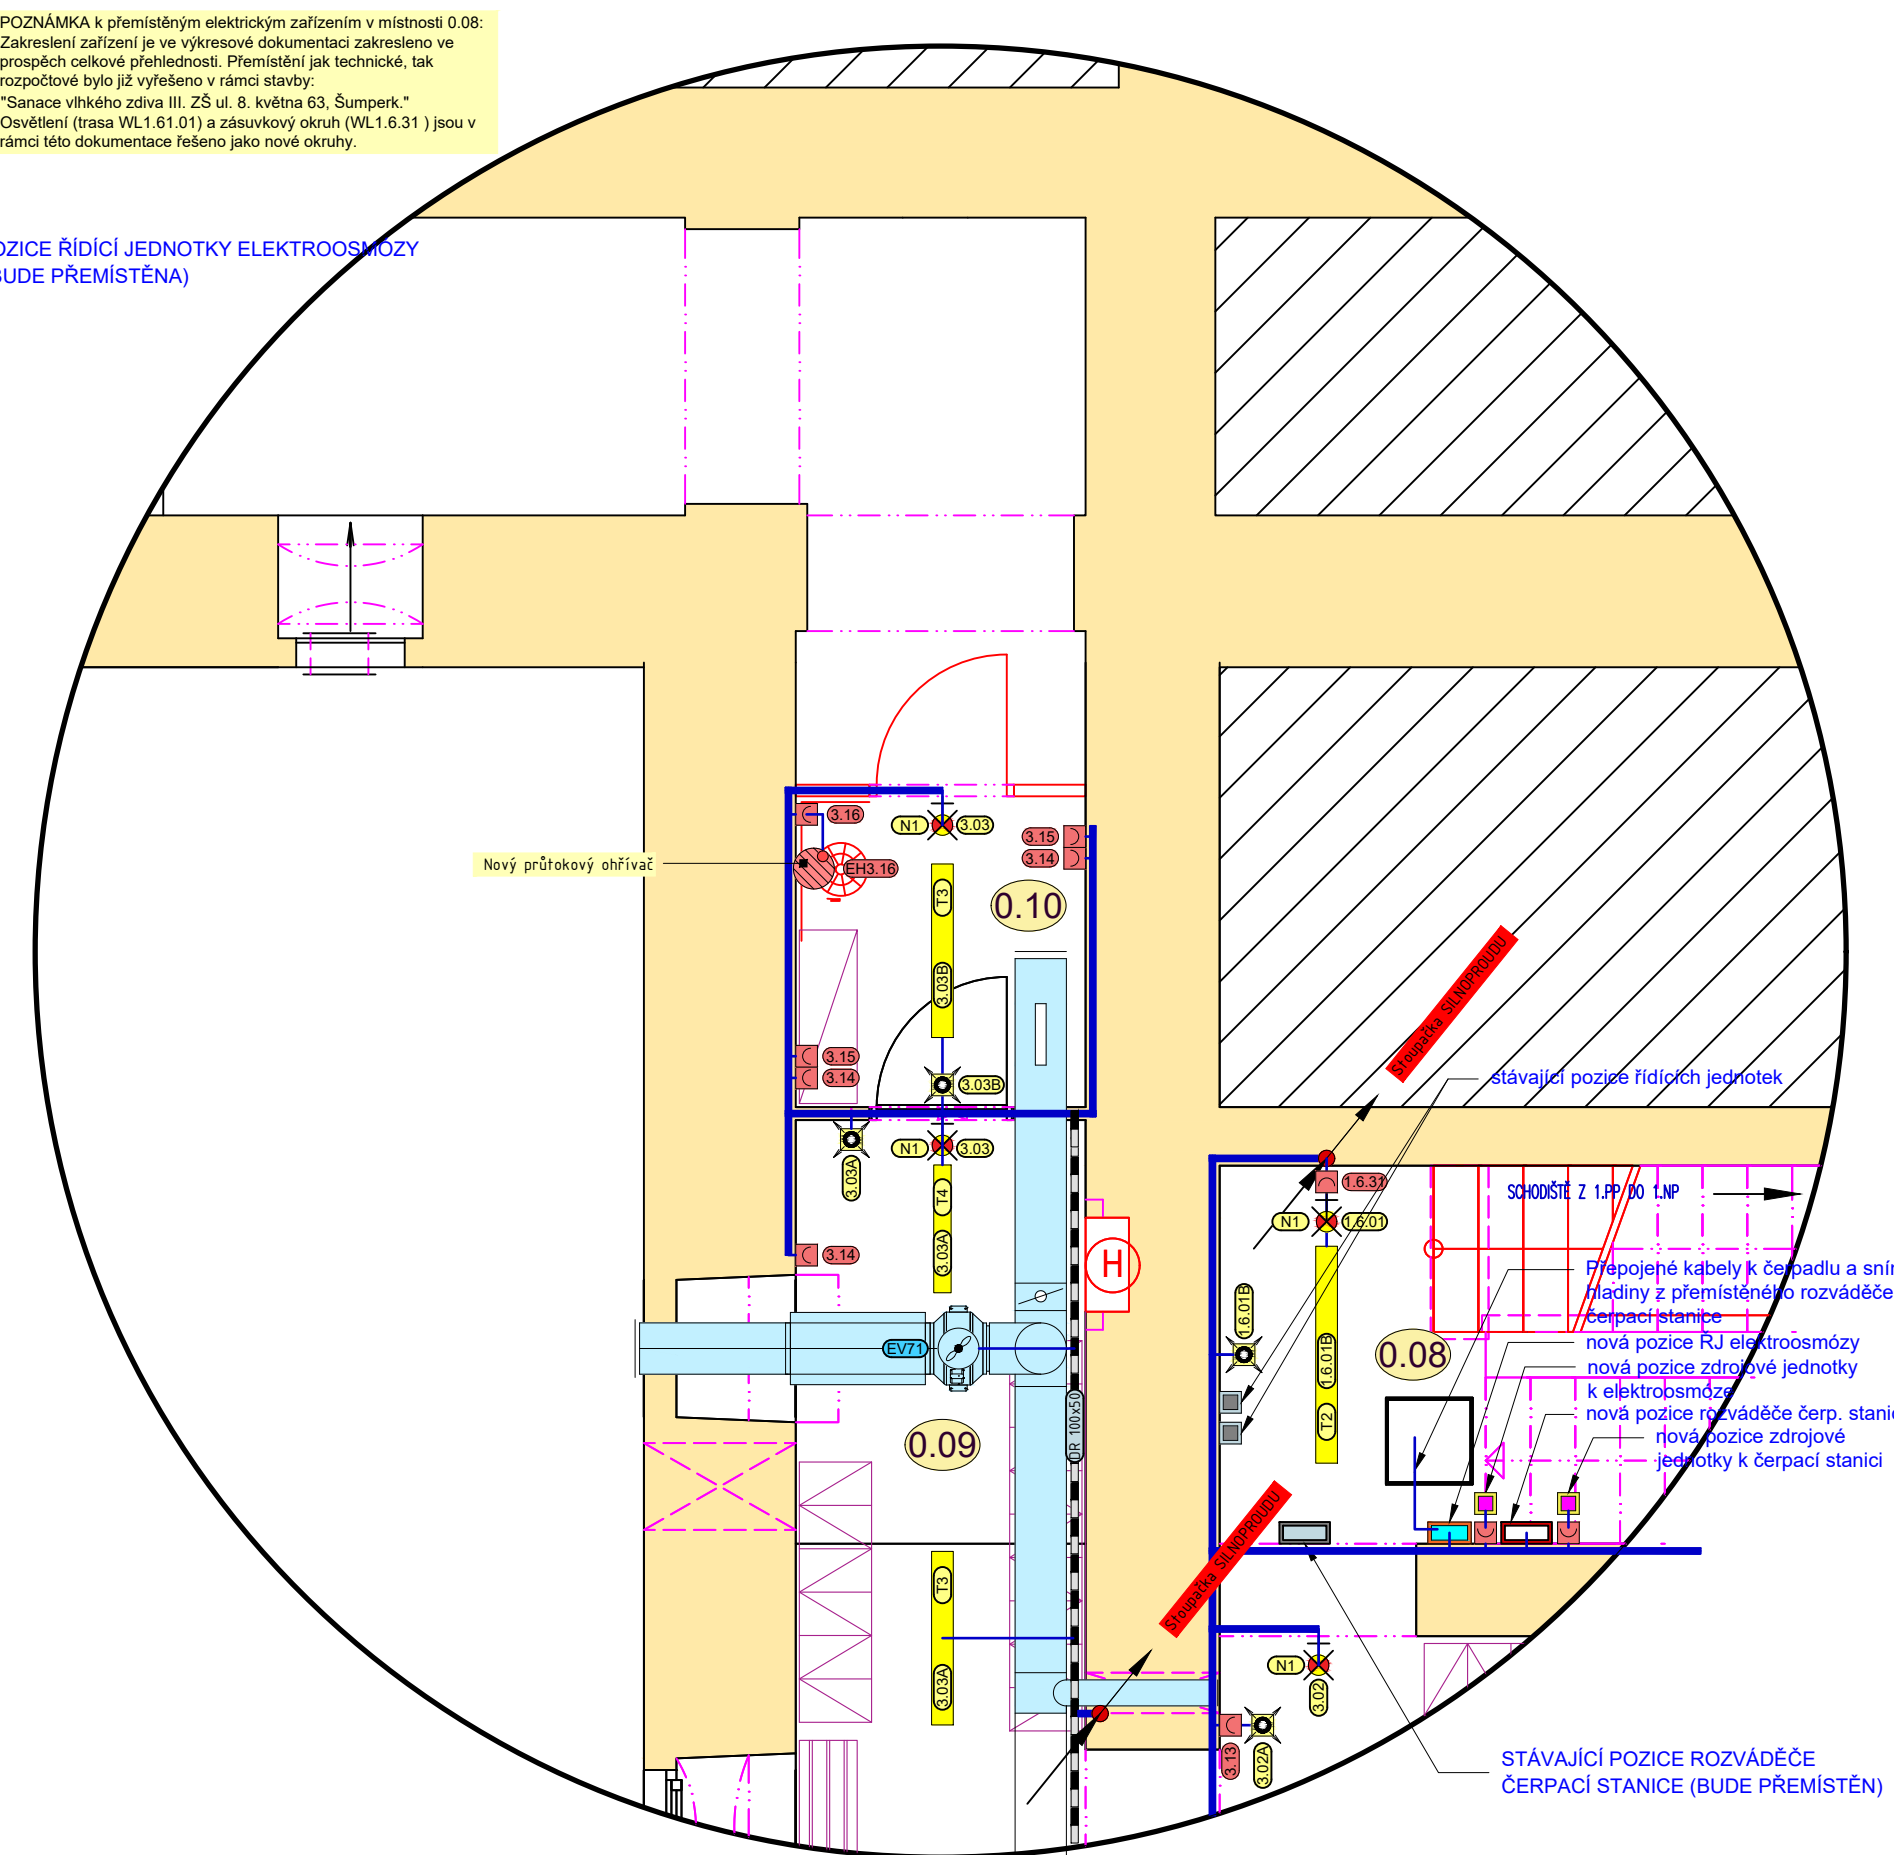 POZNÁMKA k přemístěným elektrickým zařízením v místnosti 0.08:
Zakreslení zařízení je ve výkresové dokumentaci zakresleno ve
prospěch celkové přehlednosti. Přemístění jak technické, tak
rozpočtové bylo již vyřešeno v rámci stavby:
"Sanace vlhkého zdiva III. ZŠ ul. 8. května 63, Šumperk."
Osvětlení (trasa WL1.61.01) a zásuvkový okruh (WL1.6.31 ) jsou v
rámci této dokumentace řešeno jako nové okruhy.
OZICE ŘÍDÍCÍ JEDNOTKY ELEKTROOSMÓZY
BUDE PŘEMÍSTĚNA)
3.16
N1
3.03
3.15
3.14
Nový průtokový ohřívač
EH3.16
T3
0.10
3.03B
Stoupačka SILNOPROUDU
3.15
3.14
3.03B
stávající pozice řídících jednotek
N1
3.03
3.03A
T4
3.03A
3.14
H
1.6.31
N1
1.6.01
SCHODIŠTĚ Z 1.PP DO 1.NP
Přepojené kabely k čerpadlu a sním
hladiny z přemístěného rozváděče
čerpací stanice
1.6.01B
1.6.01B
T2
0.08
nová pozice ŘJ elektroosmózy
nová pozice zdrojové jednotky
k elektroosmóze
nová pozice rozváděče čerp. stanic
nová pozice zdrojové
jednotky k čerpací stanici
EV71
DR 100x50
0.09
Stoupačka SILNOPROUDU
T3
3.03A
N1
3.02
3.13
3.02A
STÁVAJÍCÍ POZICE ROZVÁDĚČE
ČERPACÍ STANICE (BUDE PŘEMÍSTĚN)